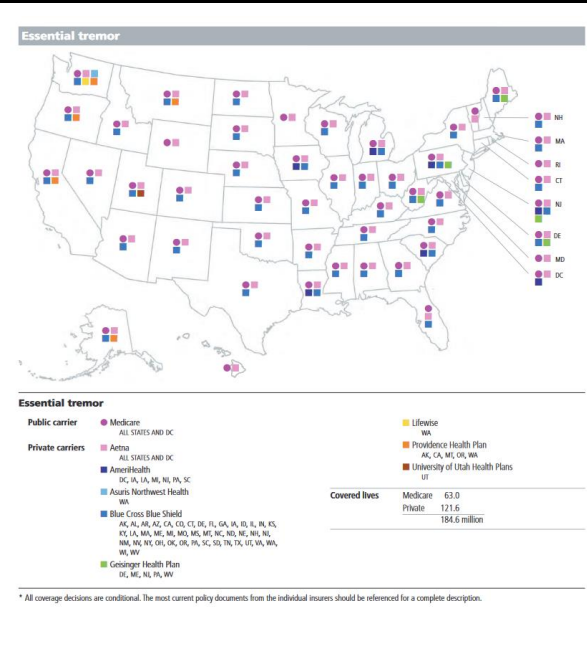 Essential tremor
NH
MA
RI
CT
NJ
DE
MD
DC
Essential tremor
Public carrier
Medicare
ALL STATES AND DC
Private carriers
Aetna
ALL STATES AND DC
AmeriHealth
DC, IA, LA, MI, NJ, PA, SC
Asuris Northwest Health
WA
Blue Cross Blue Shield
AK, AL, AR, AZ, CA, CO, CT, DE, FL, GA, IA, ID, IL, IN, KS,
KY, LA, MA, ME, MI, MO, MS, MT, NC, ND, NE, NH, NJ,
NM, NV, NY, OH, OK, OR, PA, SC, SD, TN, TX, UT, VA, WA,
WI, WV
Geisinger Health Plan
DE, ME, NJ, PA, WV
Lifewise
WA
Providence Health Plan
AK, CA, MT, OR, WA
University of Utah Health Plans
UT
Covered lives
Medicare 63.0
Private 121.6
184.6 million
* All coverage decisions are conditional. The most current policy documents from the individual insurers should be referenced for a complete description.